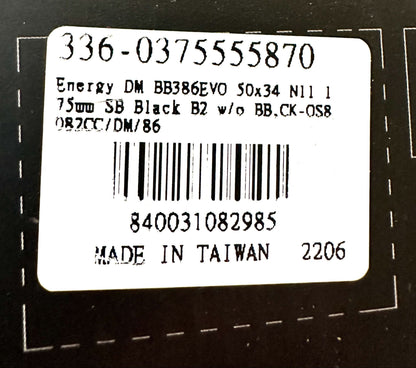 336-0375555870
Energy DM BB386EVO 50x34 N11 1
75mm SB Black B2 w/o BB,CK-OS8
082CC/DM/86
840031082985
MADE IN TAIWAN 2206